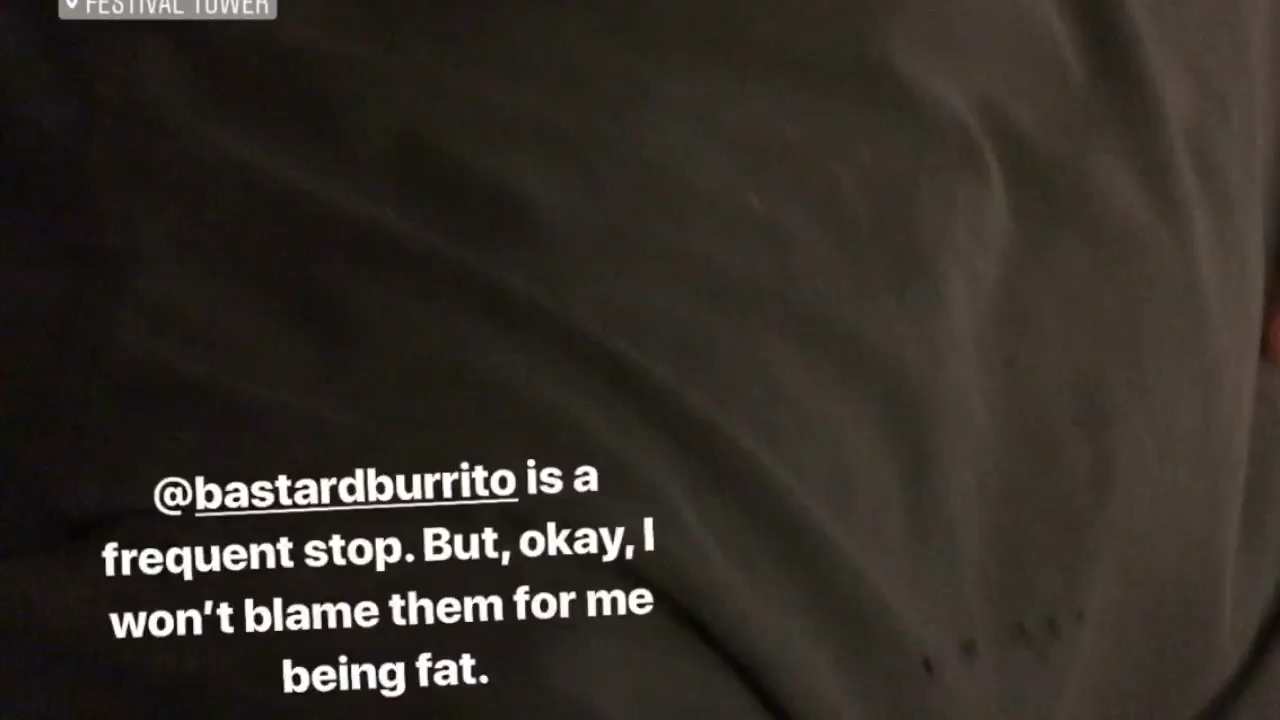 FESTIVAL TOWER
@bastardburrito is a
frequent stop. But, okay, I
won't blame them for me
being fat.